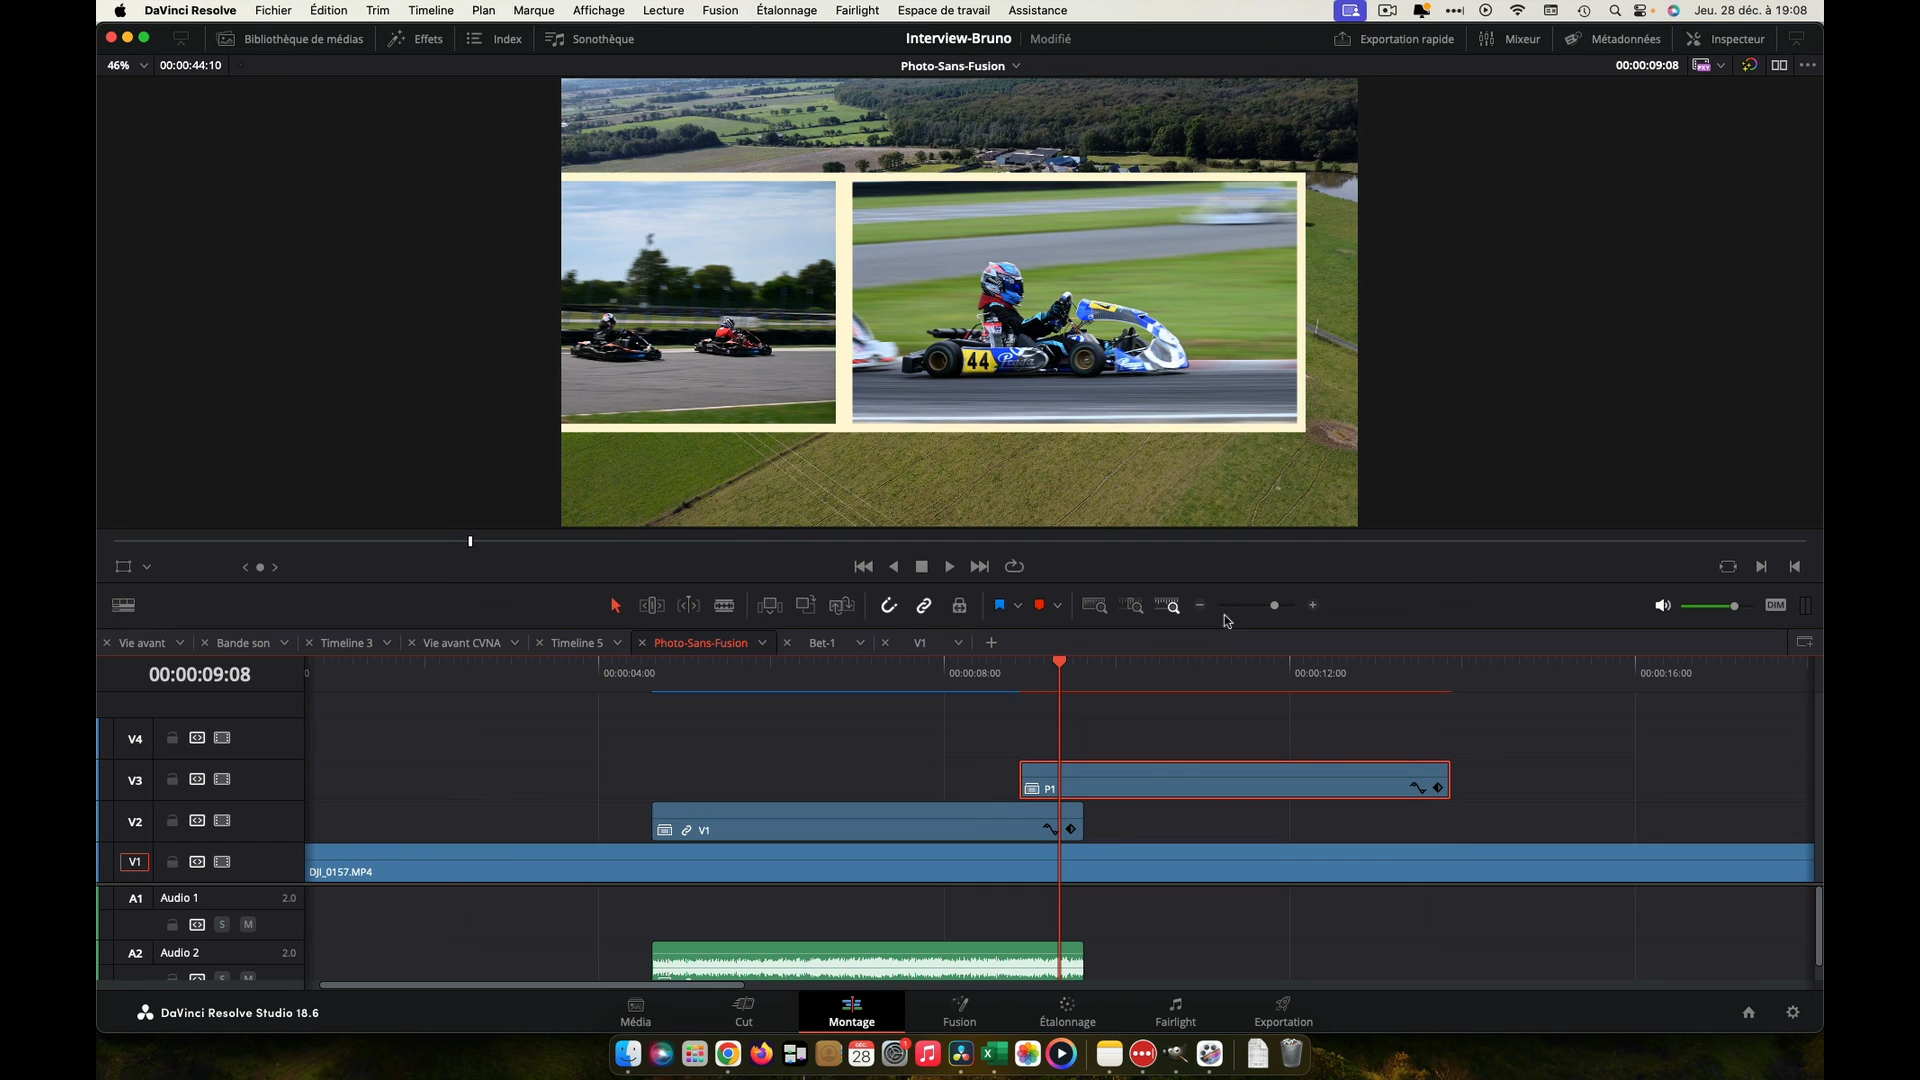 DaVinci Resolve Fichier Édition Trim Timeline Plan Marque Affichage Lecture Fusion Étalonnage Fairlight Espace de travail Assistance Jeu. 28 déc. à 19:08
Bibliothèque de médias Effets Index Sonothèque Interview-Bruno Modifié Exportation rapide Mixeur Métadonnées Inspecteur
46% 00:00:44:10 Photo-Sans-Fusion 00:00:09:08
44
DIM
Vie avant Bande son Timeline 3 Vie avant CVNA Timeline 5 Photo-Sans-Fusion Bet-1 V1
00:00:09:08 00:00:04:00 00:00:08:00 00:00:12:00 00:00:16:00
V4
V3 P1
V2 V1
V1
DJI_0157.MP4
A1 Audio 1 2.0
S M
A2 Audio 2 2.0
S M
DaVinci Resolve Studio 18.6 Média Cut Montage Fusion Étalonnage Fairlight Exportation
DÉC.
28
1